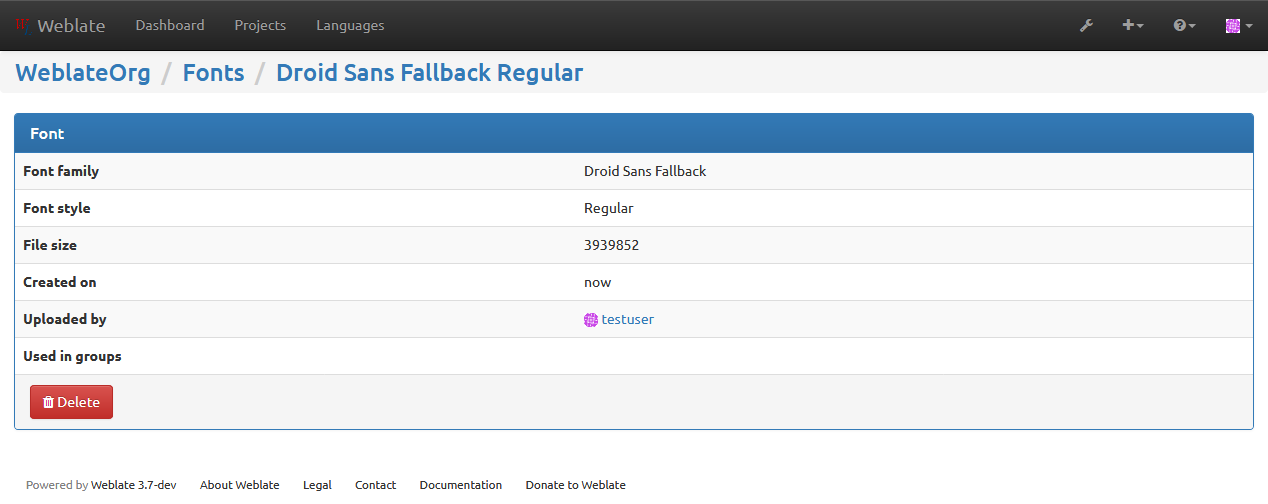 Weblate Dashboard Projects Languages
WeblateOrg / Fonts / Droid Sans Fallback Regular
Font
Font family Droid Sans Fallback
Font style Regular
File size 3939852
Created on now
Uploaded by testuser
Used in groups
Delete
Powered by Weblate 3.7-dev About Weblate Legal Contact Documentation Donate to Weblate